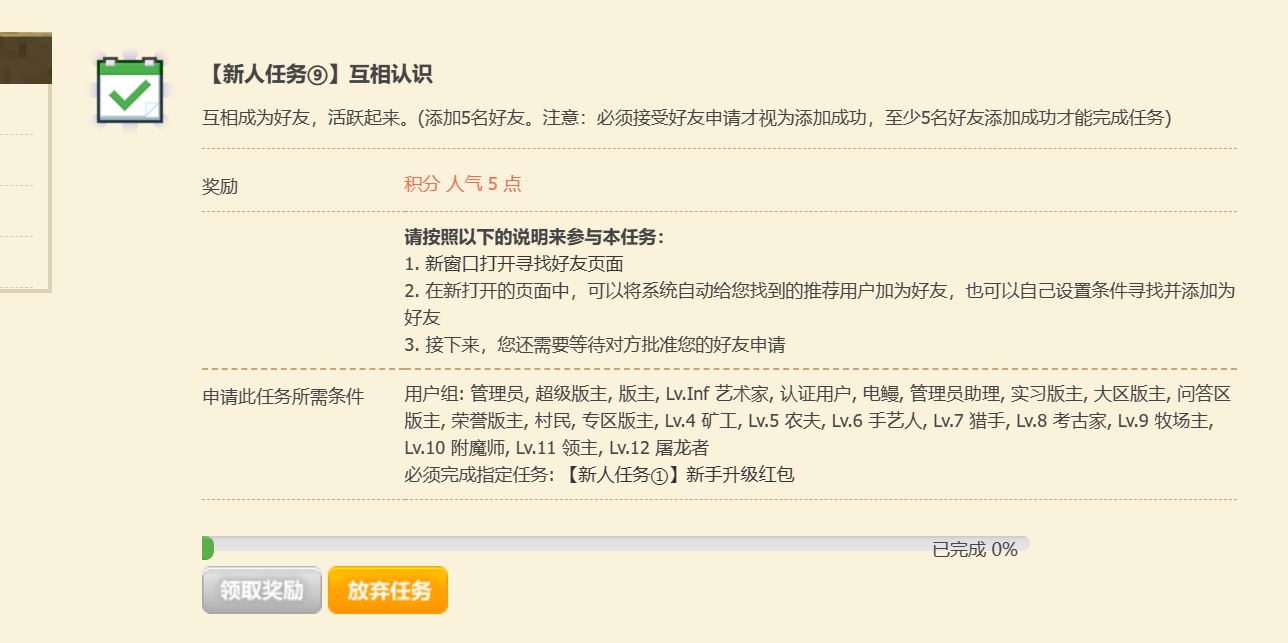 【新人任务⑨】互相认识
互相成为好友，活跃起来。(添加5名好友。注意：必须接受好友申请才视为添加成功，至少5名好友添加成功才能完成任务)
奖励
积分 人气 5 点
请按照以下的说明来参与本任务：
1. 新窗口打开寻找好友页面
2. 在新打开的页面中，可以将系统自动给您找到的推荐用户加为好友，也可以自己设置条件寻找并添加为
好友
3. 接下来，您还需要等待对方批准您的好友申请
申请此任务所需条件
用户组: 管理员, 超级版主, 版主, Lv.Inf 艺术家, 认证用户, 电鳗, 管理员助理, 实习版主, 大区版主, 问答区
版主, 荣誉版主, 村民, 专区版主, Lv.4 矿工, Lv.5 农夫, Lv.6 手艺人, Lv.7 猎手, Lv.8 考古家, Lv.9 牧场主,
Lv.10 附魔师, Lv.11 领主, Lv.12 屠龙者
必须完成指定任务: 【新人任务①】新手升级红包
已完成 0%
领取奖励
放弃任务